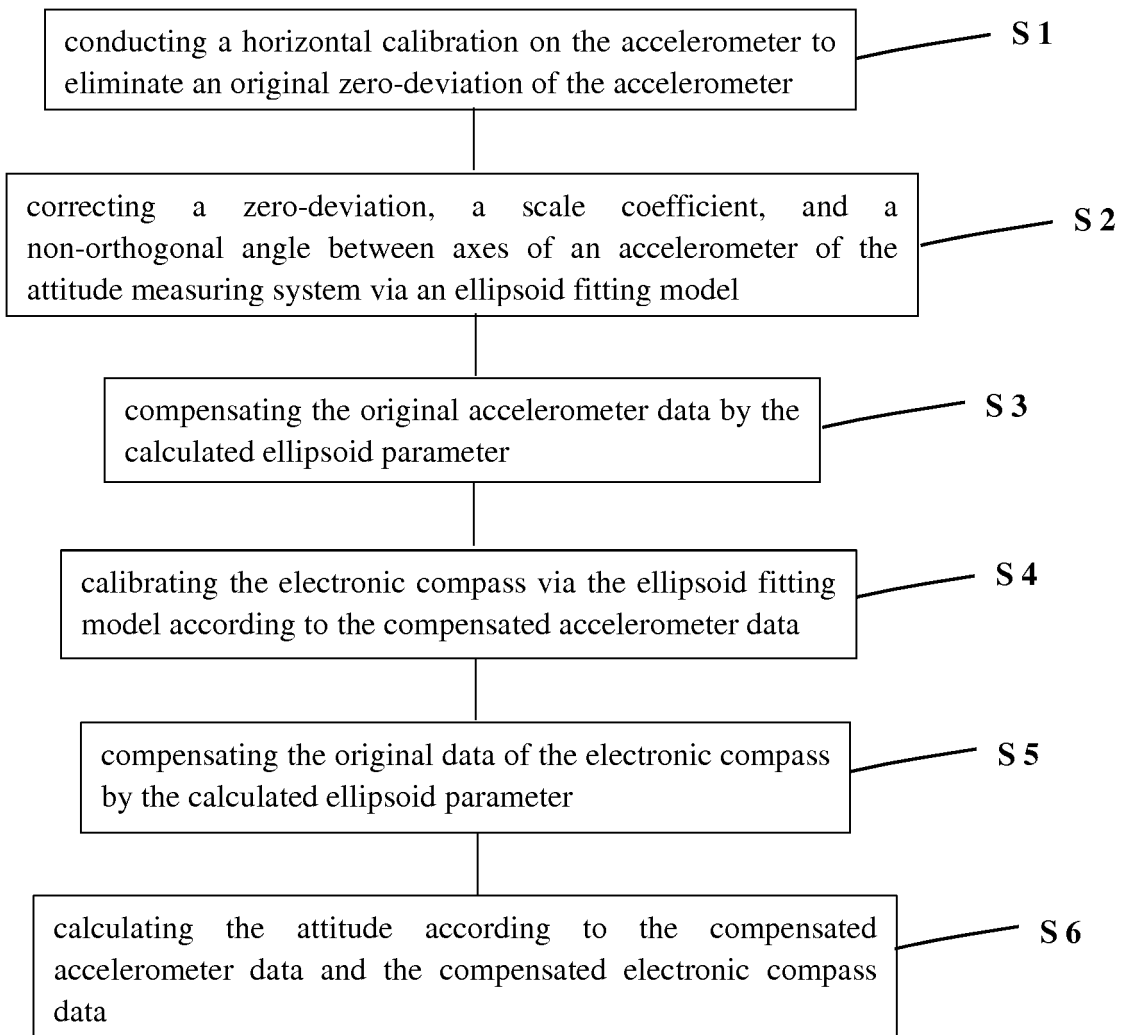 conducting a horizontal calibration on the accelerometer to
eliminate an original zero-deviation of the accelerometer
S 1
correcting a zero-deviation, a scale coefficient, and a
non-orthogonal angle between axes of an accelerometer of the
attitude measuring system via an ellipsoid fitting model
S 2
compensating the original accelerometer data by the
calculated ellipsoid parameter
S 3
calibrating the electronic compass via the ellipsoid fitting
model according to the compensated accelerometer data
S 4
compensating the original data of the electronic compass
by the calculated ellipsoid parameter
S 5
calculating the attitude according to the compensated
accelerometer data and the compensated electronic compass
data
S 6